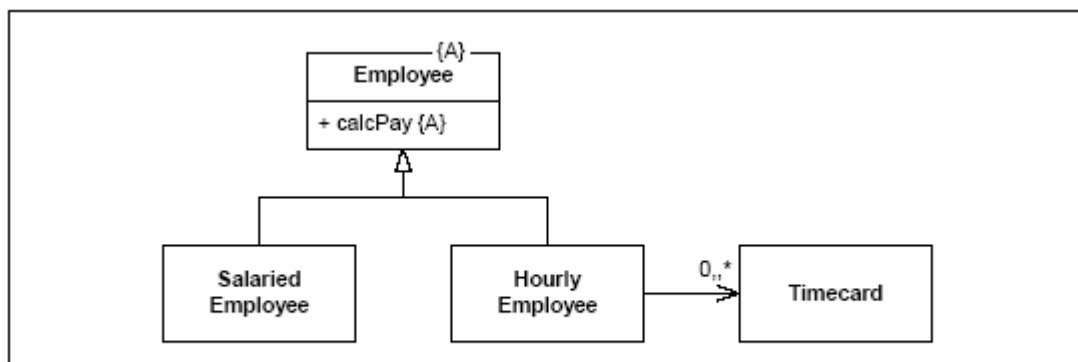 {A}
Employee
+ calcPay {A}
Salaried
Employee
Hourly
Employee
0,,*
Timecard